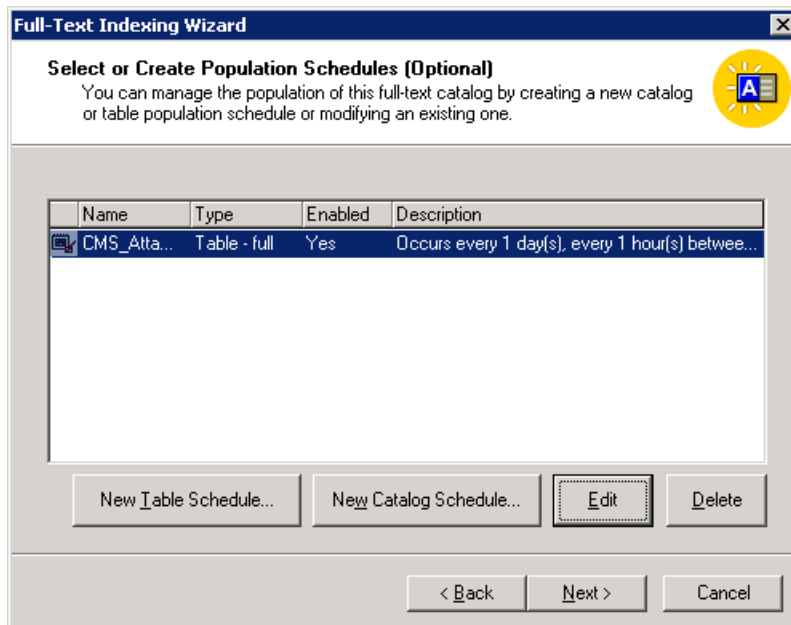 Full-Text Indexing Wizard
Select or Create Population Schedules (Optional)
You can manage the population of this full-text catalog by creating a new catalog
or table population schedule or modifying an existing one.
A
Name Type Enabled Description
CMS_Atta... Table - full Yes Occurs every 1 day(s), every 1 hour(s) betwee...
New Table Schedule... New Catalog Schedule... Edit Delete
< Back Next > Cancel